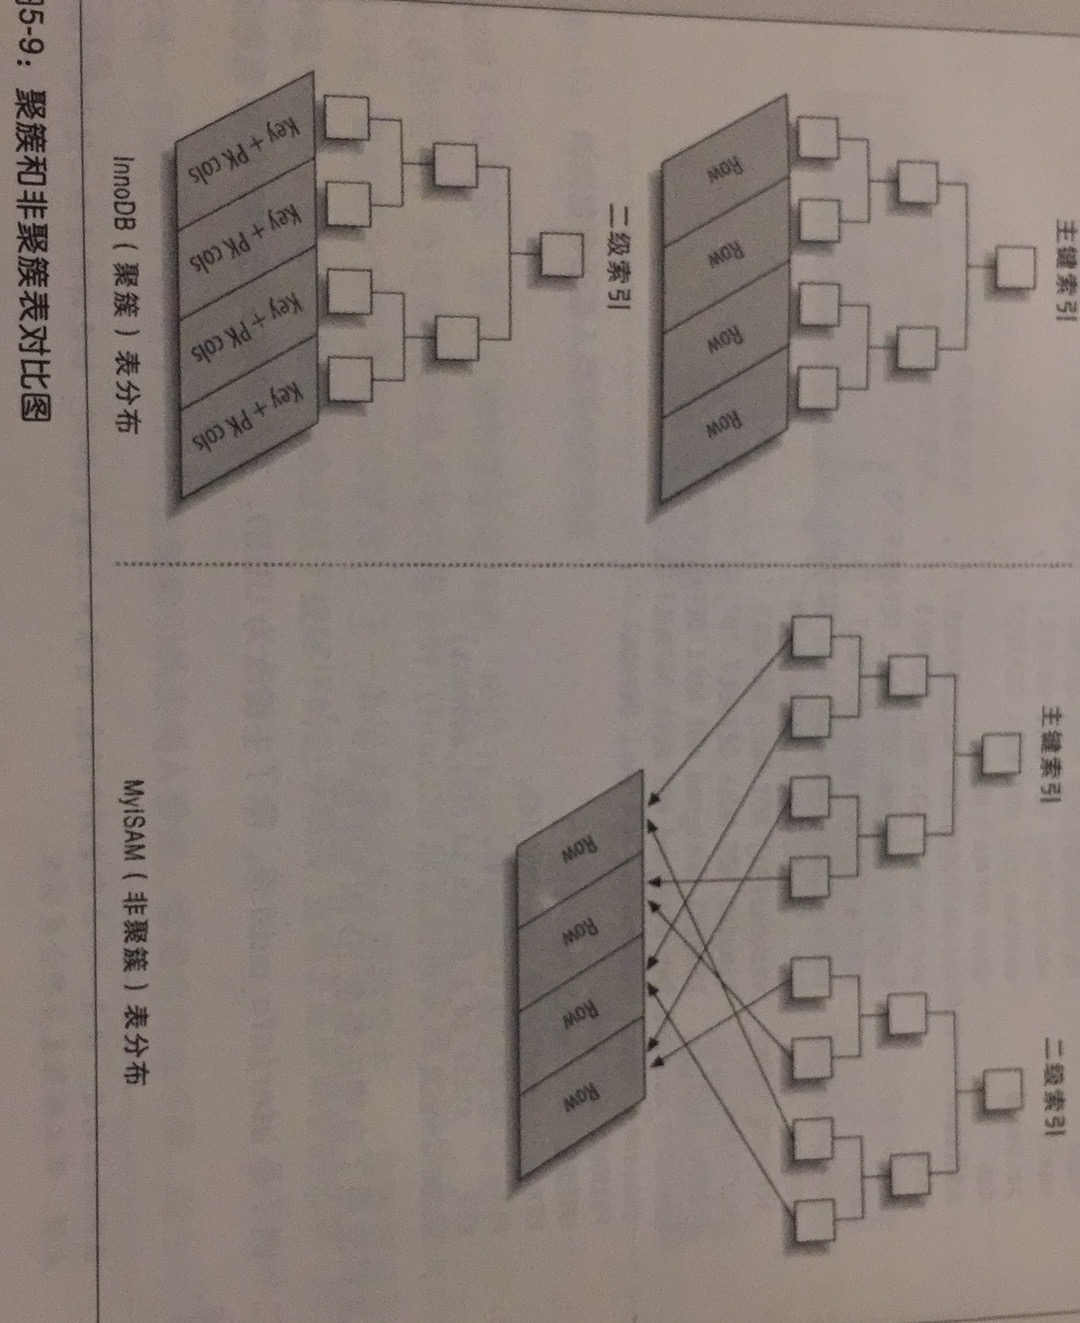 主键索引
Row Row Row Row
二级索引
Key + PK cols Key + PK cols Key + PK cols Key + PK cols
InnoDB（聚簇）表分布
主键索引
二级索引
Row Row Row Row
MyISAM（非聚簇）表分布
5-9：聚簇和非聚簇表对比图